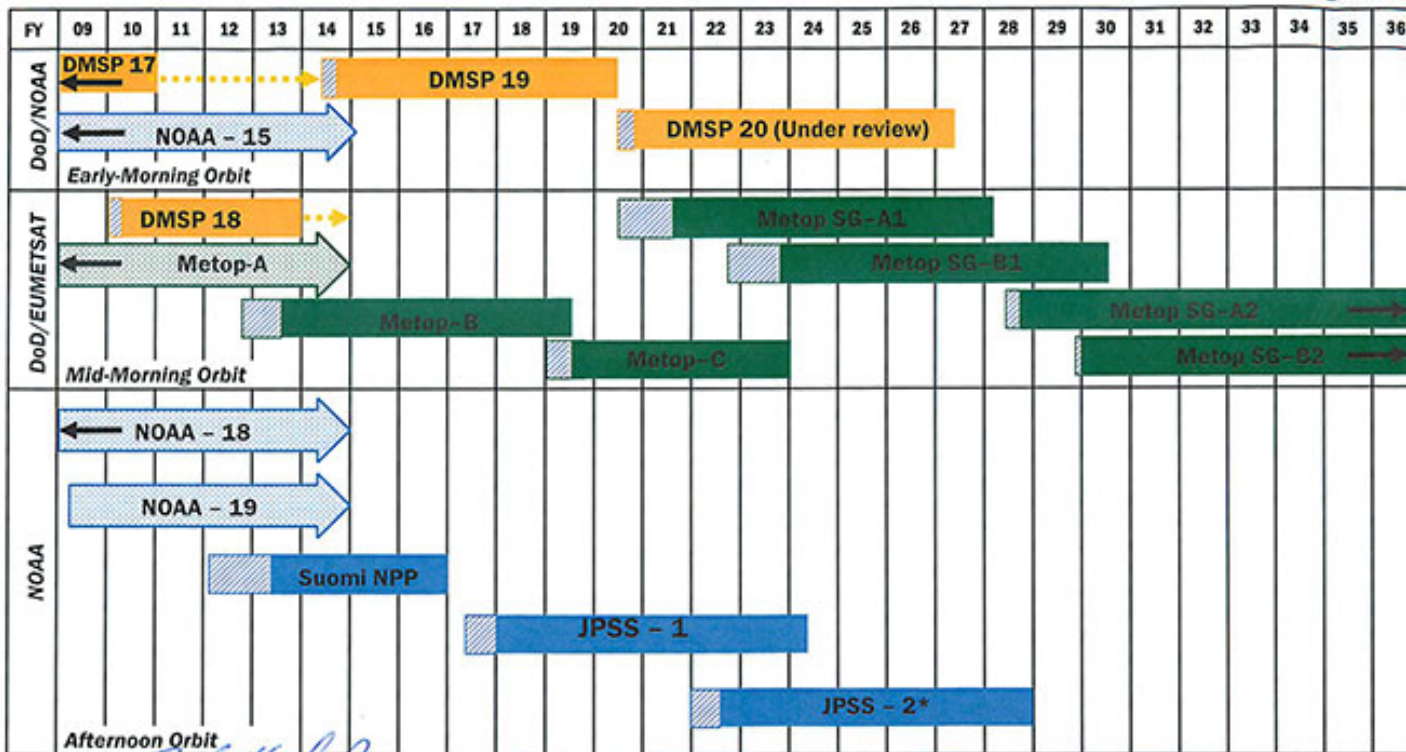 FY 09 10 11 12 13 14 15 16 17 18 19 20 21 22 23 24 25 26 27 28 29 30 31 32 33 34 35 36
DoD/NOAA
DMSP 17
DMSP 19
NOAA – 15
DMSP 20 (Under review)
Early-Morning Orbit
DoD/EUMETSAT
DMSP 18
Metop SG–A1
Metop-A
Metop SG–B1
Metop–B
Metop SG–A2
Metop–C
Metop SG–B2
Mid-Morning Orbit
NOAA
NOAA – 18
NOAA – 19
Suomi NPP
JPSS – 1
JPSS – 2*
Afternoon Orbit